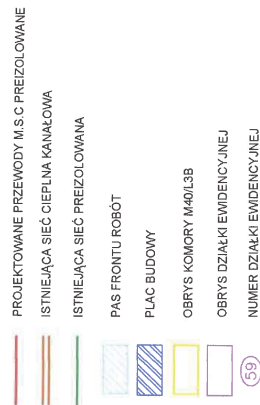 PROJEKTOWANE PRZEWODY M.S.C PREIZOLOWANE
ISTNIEJĄCA SIEĆ CIEPLNA KANAŁOWA
ISTNIEJĄCA SIEĆ PREIZOLOWANA
PAS FRONTU ROBÓT
PLAC BUDOWY
OBRYS KOMORY M40/L3B
OBRYS DZIAŁKI EWIDENCYJNEJ
59 NUMER DZIAŁKI EWIDENCYJNEJ